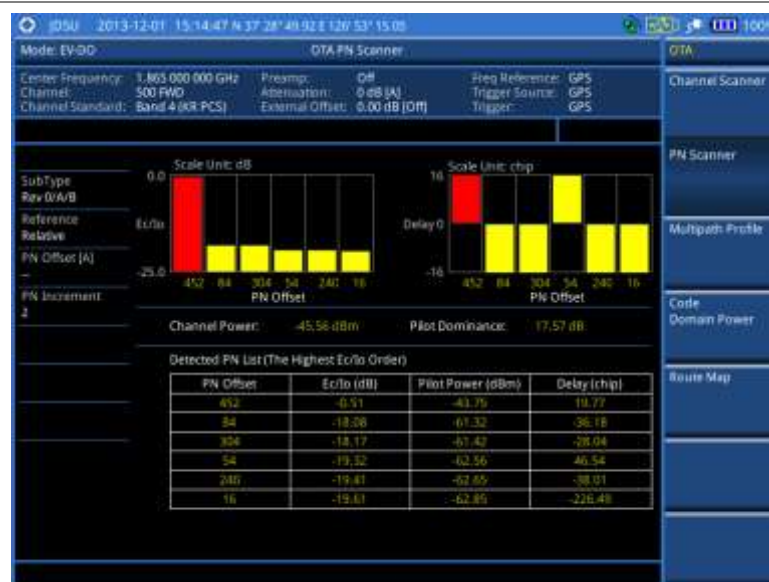 JDSU 2013-12-01 15:14:47 N 37° 28" 49.92 E 126° 53" 15.05 100%
Mode: EV-DO OTA PN Scanner OTA
Center Frequency: 1.865 000 000 GHz Preamp: Off Freq Reference: GPS
Channel: 500 FWD Attenuation: 0 dB [A] Trigger Source: GPS
Channel Standard: Band 4 (KR PCS) External Offset: 0.00 dB [Off] Trigger: GPS
Channel Scanner
PN Scanner
Multipath Profile
Code
Domain Power
Route Map
SubType
Rev 0/A/B
Reference
Relative
PN Offset [A]
--
PN Increment
2
Scale Unit: dB
0.0
Ec/Io
-25.0
452 84 304 54 240 16
PN Offset
Scale Unit: chip
16
Delay 0
-16
452 84 304 54 240 16
PN Offset
Channel Power: -45.56 dBm Pilot Dominance: 17.57 dB
Detected PN List (The Highest Ec/Io Order)
PN Offset Ec/Io (dB) Pilot Power (dBm) Delay (chip)
452 -0.51 -43.75 19.77
84 -18.08 -61.32 -36.18
304 -18.17 -61.42 -28.04
54 -19.32 -62.56 46.54
240 -19.41 -62.65 -38.01
16 -19.61 -62.85 -226.49